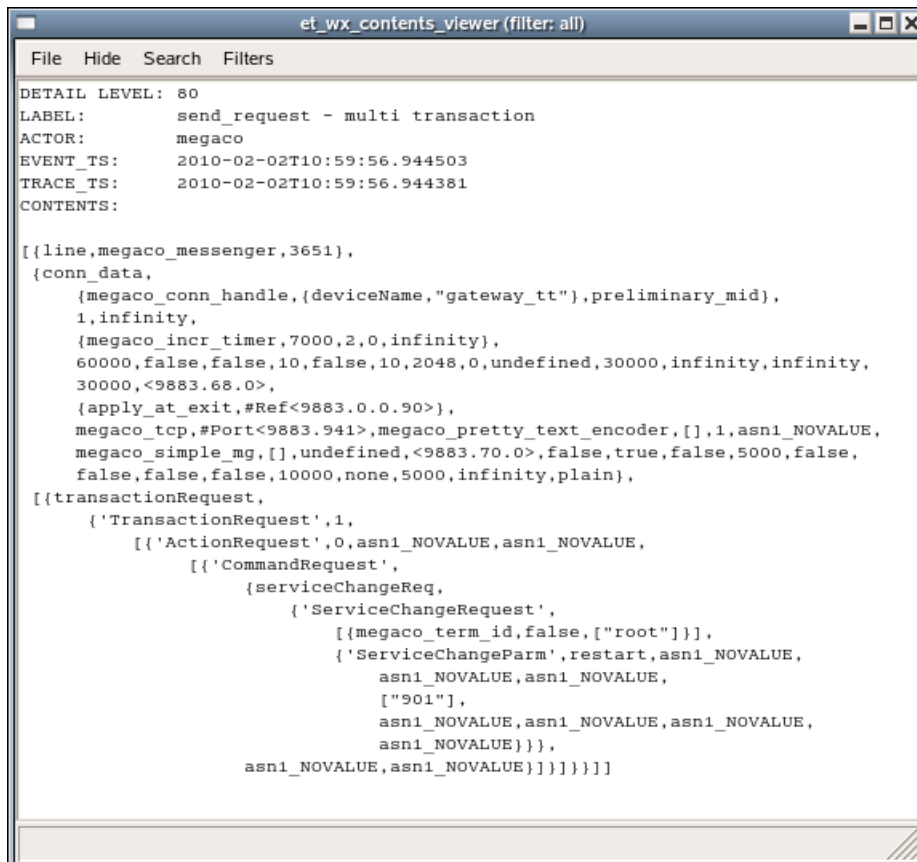 et_wx_contents_viewer (filter: all)
File Hide Search Filters
DETAIL LEVEL: 80
LABEL: send_request - multi transaction
ACTOR: megaco
EVENT_TS: 2010-02-02T10:59:56.944503
TRACE_TS: 2010-02-02T10:59:56.944381
CONTENTS:
[{line,megaco_messenger,3651},
{conn_data,
{megaco_conn_handle,{deviceName,"gateway_tt"},preliminary_mid},
1,infinity,
{megaco_incr_timer,7000,2,0,infinity},
60000,false,false,10,false,10,2048,0,undefined,30000,infinity,infinity,
30000,<9883.68.0>,
{apply_at_exit,#Ref<9883.0.0.90>},
megaco_tcp,#Port<9883.941>,megaco_pretty_text_encoder,[],1,asn1_NOVALUE,
megaco_simple_mg,[],undefined,<9883.70.0>,false,true,false,5000,false,
false,false,false,10000,none,5000,infinity,plain},
[{transactionRequest,
{'TransactionRequest',1,
[{'ActionRequest',0,asn1_NOVALUE,asn1_NOVALUE,
[{'CommandRequest',
{serviceChangeReq,
{'ServiceChangeRequest',
[{megaco_term_id,false,["root"]}],
{'ServiceChangeParm',restart,asn1_NOVALUE,
asn1_NOVALUE,asn1_NOVALUE,
["901"],
asn1_NOVALUE,asn1_NOVALUE,asn1_NOVALUE,
asn1_NOVALUE}}},
asn1_NOVALUE,asn1_NOVALUE}]}]}}]]